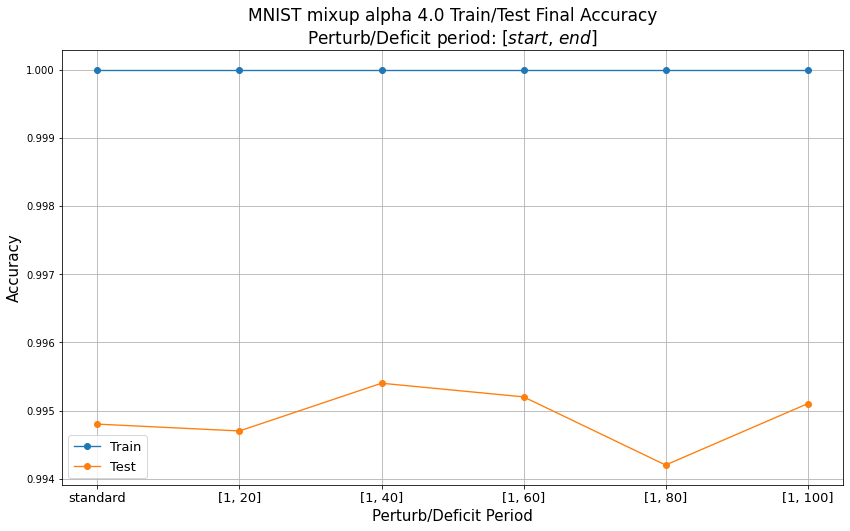 MNIST mixup alpha 4.0 Train/Test Final Accuracy
Perturb/Deficit period: [start, end]
Accuracy
1.000
0.999
0.998
0.997
0.996
0.995
0.994
Train
Test
standard [1, 20] [1, 40] [1, 60] [1, 80] [1, 100]
Perturb/Deficit Period